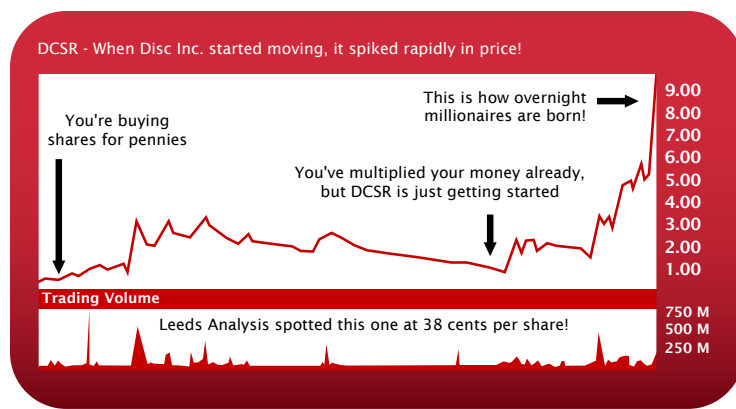 DCSR - When Disc Inc. started moving, it spiked rapidly in price!
This is how overnight
millionaires are born!
You're buying
shares for pennies
You've multiplied your money already,
but DCSR is just getting started
9.00
8.00
7.00
6.00
5.00
4.00
3.00
2.00
1.00
Trading Volume
Leeds Analysis spotted this one at 38 cents per share!
750 M
500 M
250 M